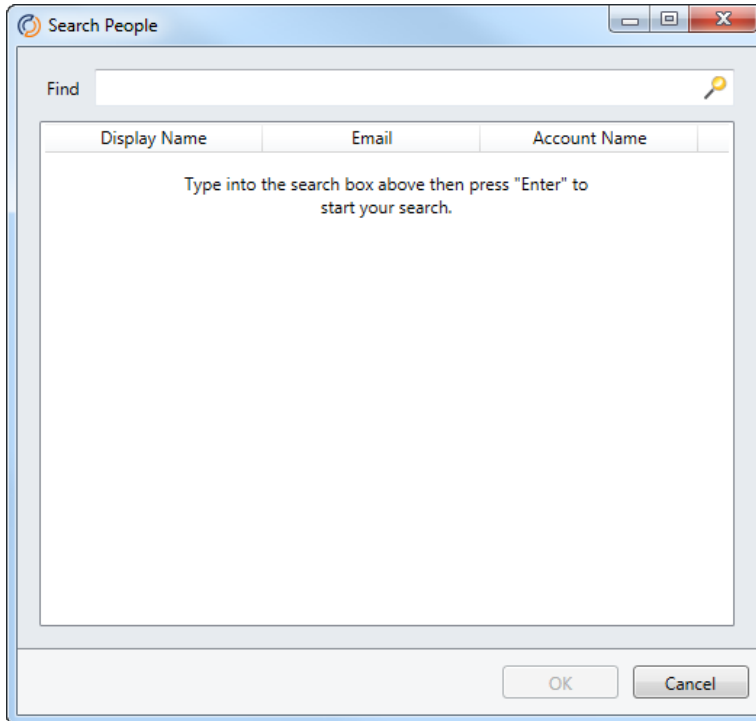 Search People
Find
Display Name Email Account Name
Type into the search box above then press "Enter" to
start your search.
OK Cancel